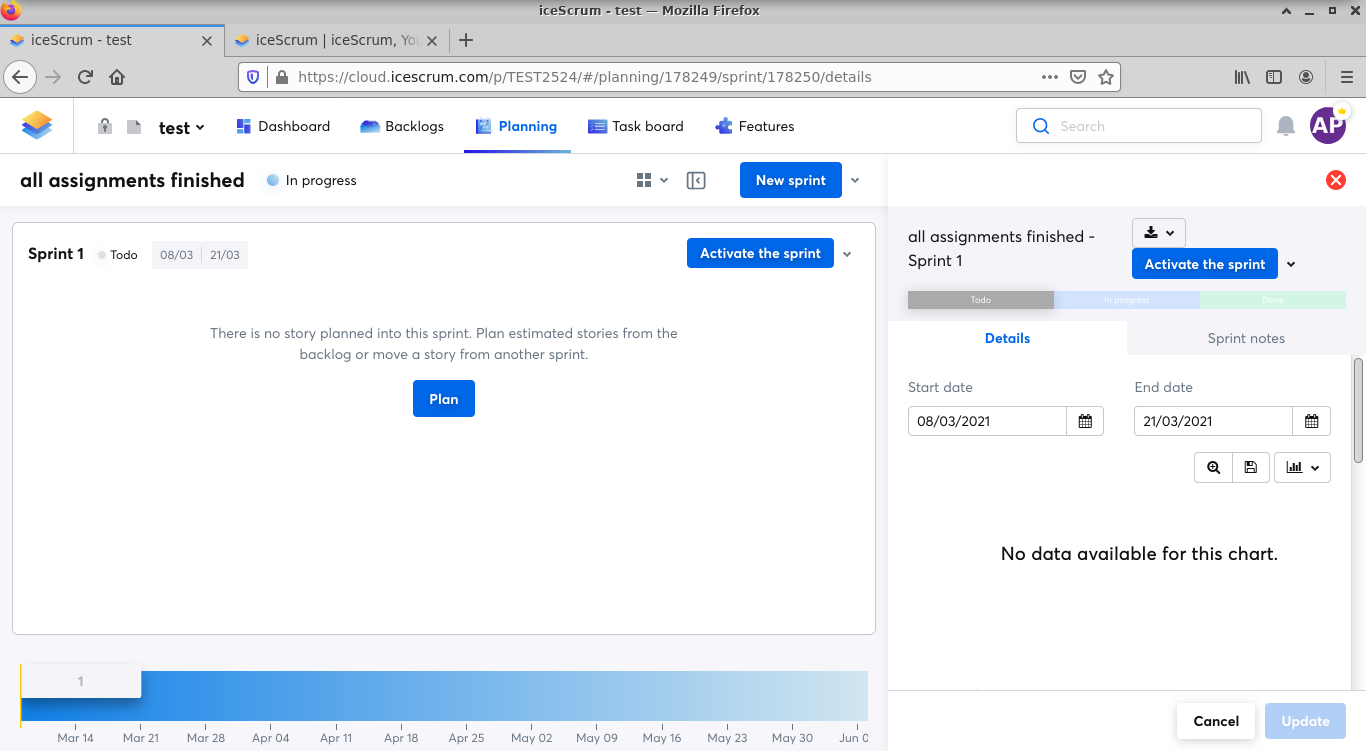 iceScrum - test — Mozilla Firefox
iceScrum - test
iceScrum | iceScrum, You
https://cloud.icescrum.com/p/TEST2524/#/planning/178249/sprint/178250/details
test
Dashboard
Backlogs
Planning
Task board
Features
Search
AP
all assignments finished
In progress
New sprint
Sprint 1
Todo
08/03
21/03
Activate the sprint
There is no story planned into this sprint. Plan estimated stories from the
backlog or move a story from another sprint.
Plan
1
Mar 14
Mar 21
Mar 28
Apr 04
Apr 11
Apr 18
Apr 25
May 02
May 09
May 16
May 23
May 30
Jun 0
all assignments finished -
Sprint 1
Activate the sprint
Todo
In progress
Done
Details
Sprint notes
Start date
End date
08/03/2021
21/03/2021
No data available for this chart.
Cancel
Update